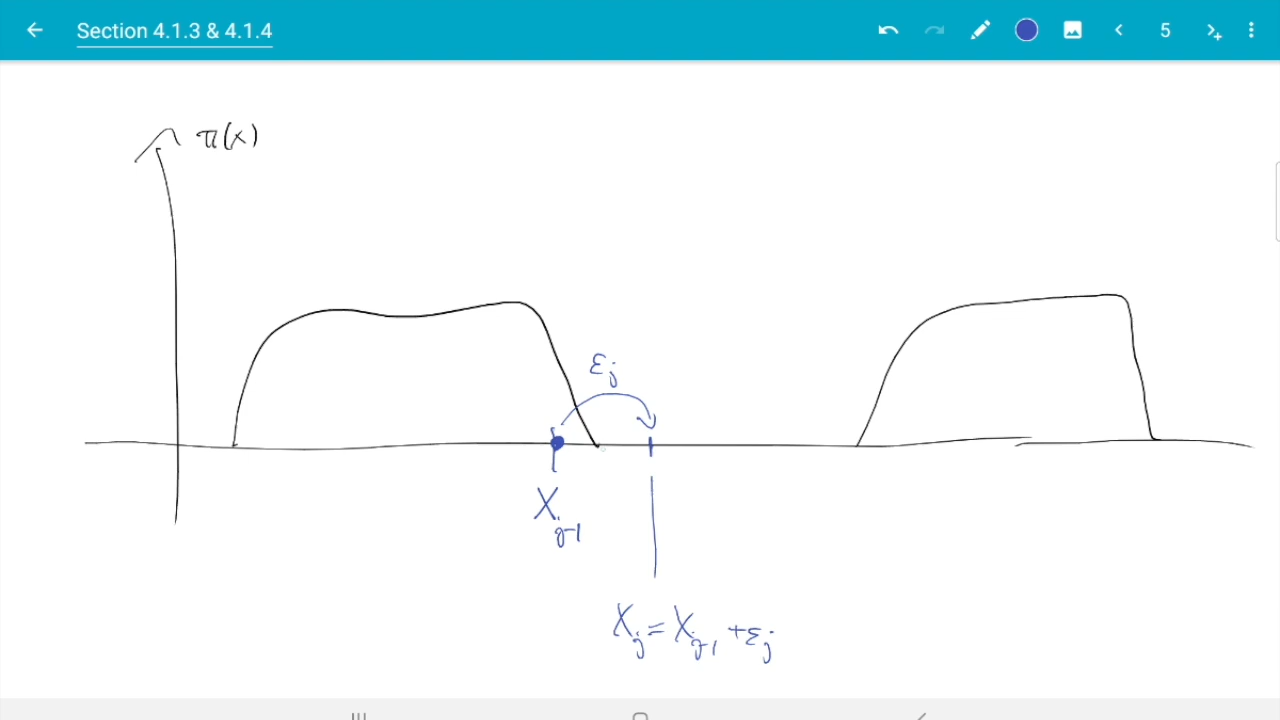 Section 4.1.3 & 4.1.4
5
π(x)
εj
Xj-1
Xj = Xj-1 + εj